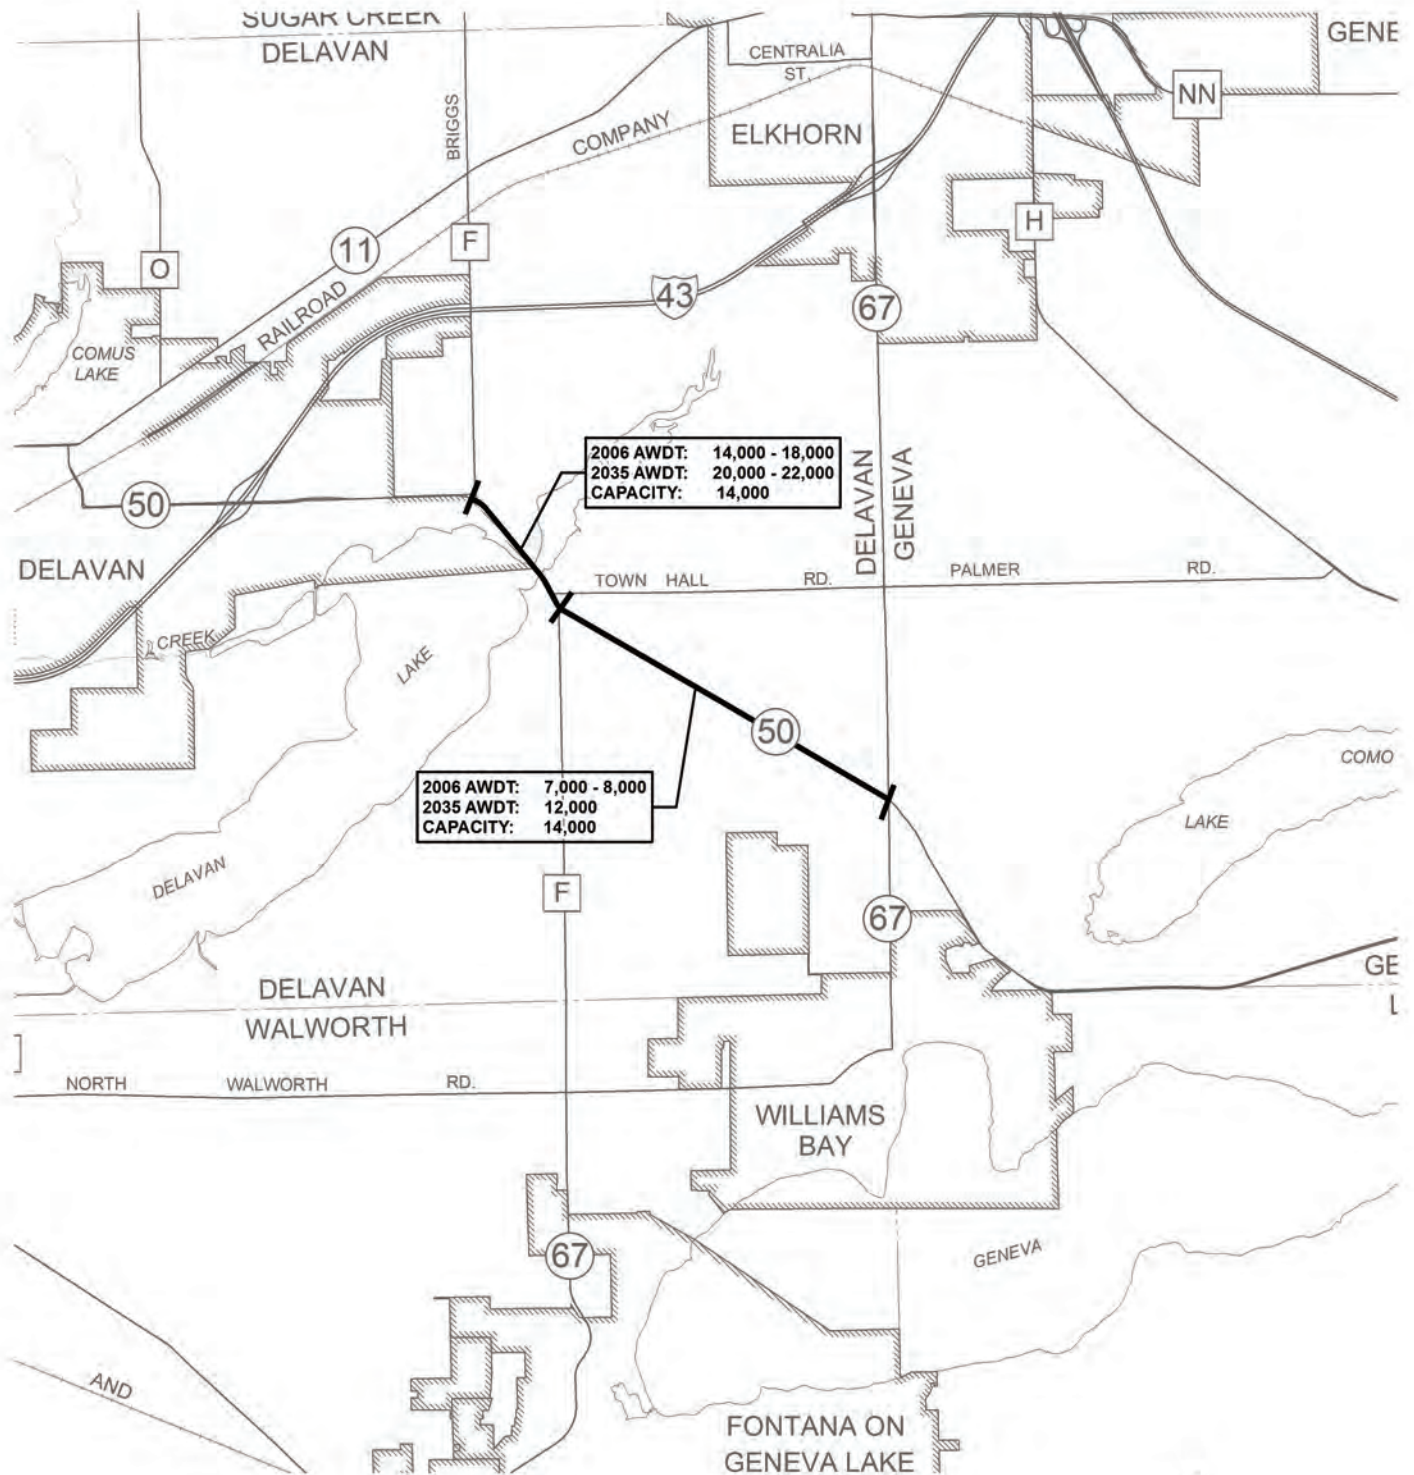 SUGAR CREEK
DELAVAN
GENE
CENTRALIA
ST.
BRIGGS
COMPANY
ELKHORN
NN
11
F
H
O
RAILROAD
43
67
COMUS
LAKE
2006 AWDT: 14,000 - 18,000
2035 AWDT: 20,000 - 22,000
CAPACITY: 14,000
DELAVAN
GENEVA
50
DELAVAN
TOWN HALL RD.
PALMER RD.
CREEK
LAKE
50
COMO
LAKE
2006 AWDT: 7,000 - 8,000
2035 AWDT: 12,000
CAPACITY: 14,000
DELAVAN
F
67
GE
L
DELAVAN
WALWORTH
NORTH WALWORTH RD.
WILLIAMS
BAY
67
GENEVA
AND
FONTANA ON
GENEVA LAKE